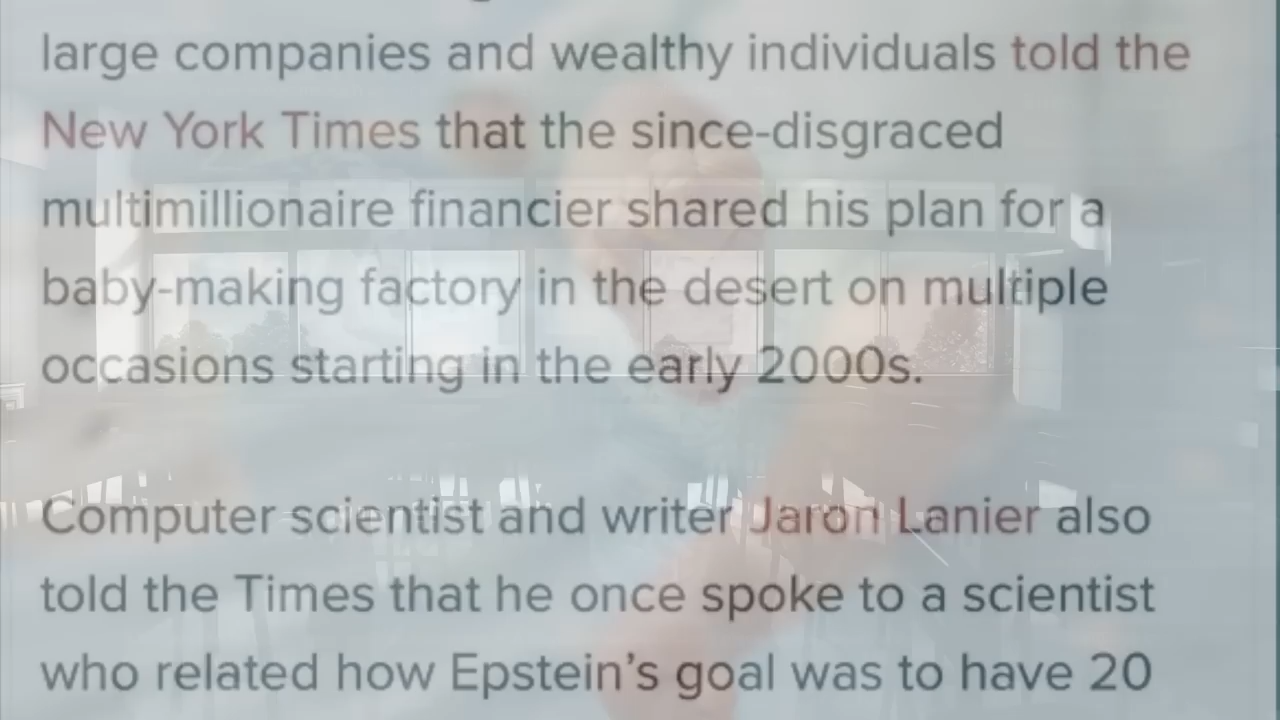 large companies and wealthy individuals told the
New York Times that the since-disgraced
multimillionaire financier shared his plan for a
baby-making factory in the desert on multiple
occasions starting in the early 2000s.
Computer scientist and writer Jaron Lanier also
told the Times that he once spoke to a scientist
who related how Epstein’s goal was to have 20